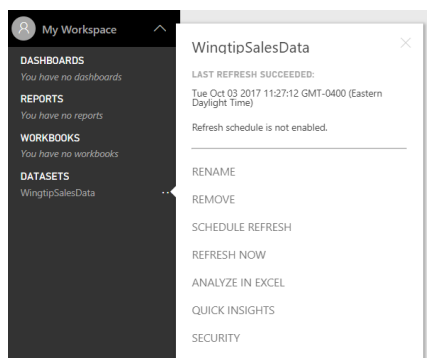 My Workspace
DASHBOARDS
You have no dashboards
REPORTS
You have no reports
WORKBOOKS
You have no workbooks
DATASETS
WingtipSalesData
WingtipSalesData
LAST REFRESH SUCCEEDED:
Tue Oct 03 2017 11:27:12 GMT-0400 (Eastern
Daylight Time)
Refresh schedule is not enabled.
RENAME
REMOVE
SCHEDULE REFRESH
REFRESH NOW
ANALYZE IN EXCEL
QUICK INSIGHTS
SECURITY